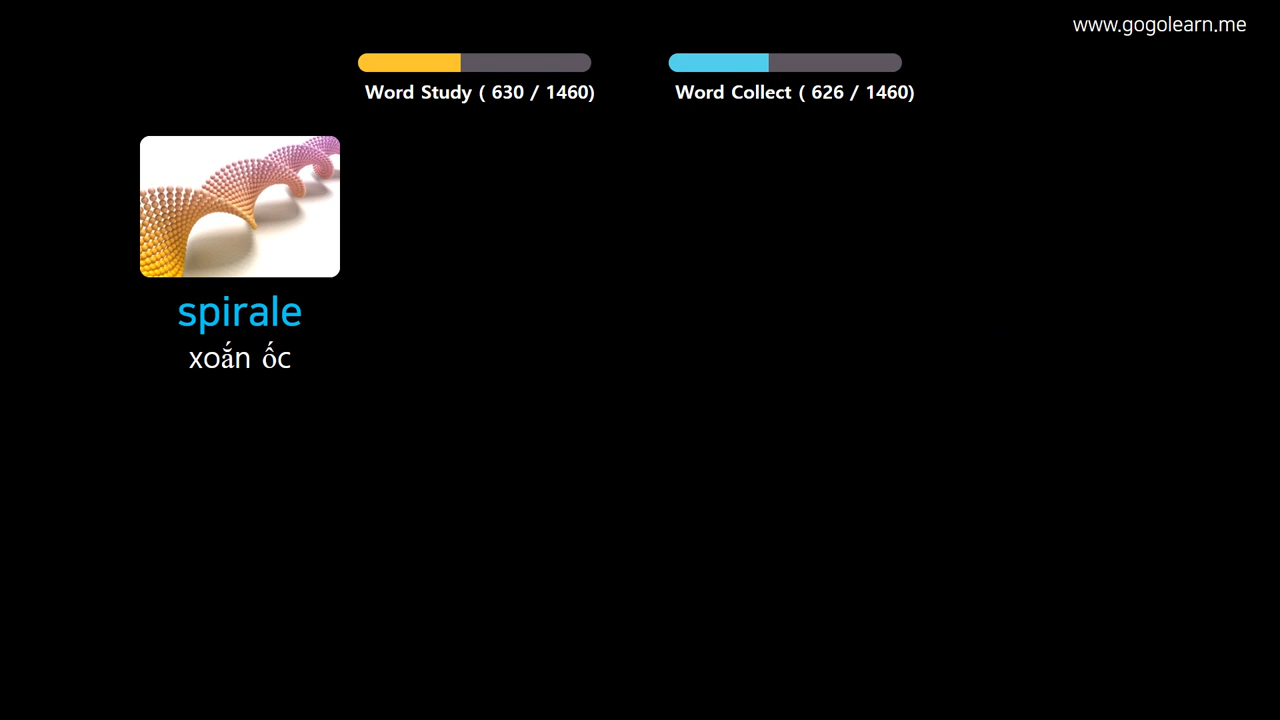 www.gogolearn.me
Word Study ( 630 / 1460)
Word Collect ( 626 / 1460)
spirale
xoắn ốc